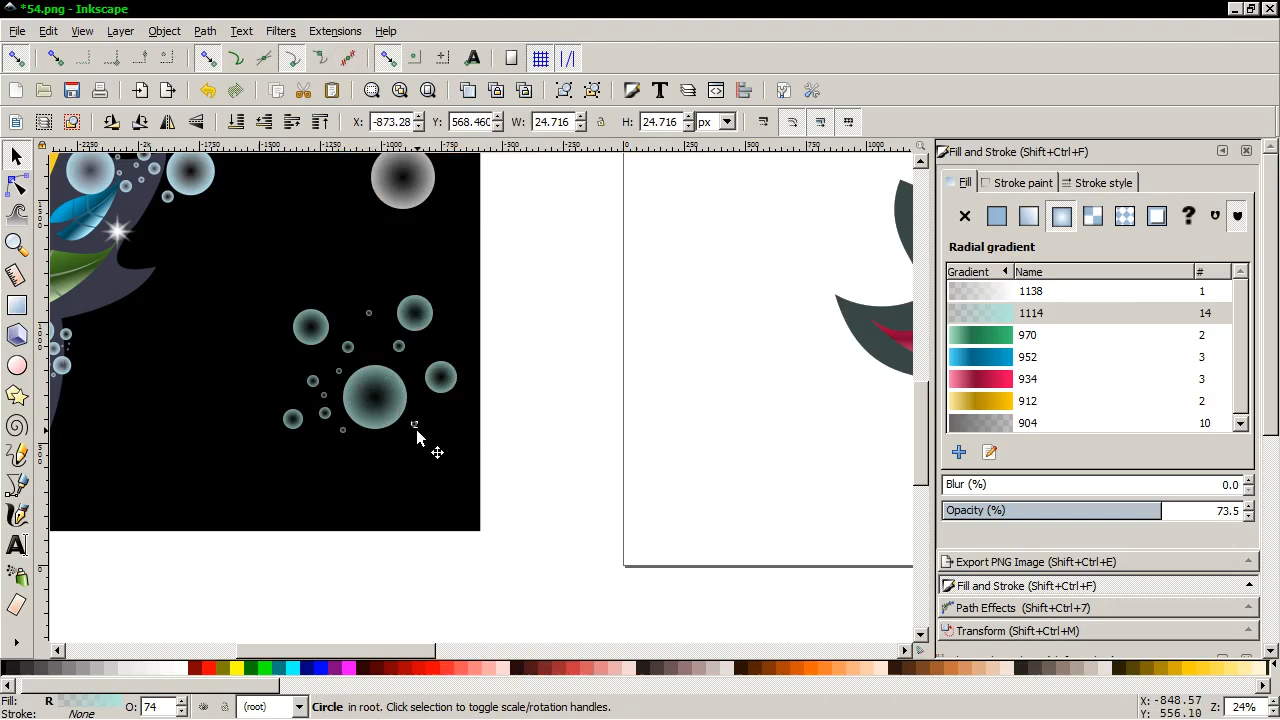 *54.png - Inkscape
File Edit View Layer Object Path Text Filters Extensions Help
X: -873.28 Y: 568.460 W: 24.716 H: 24.716 px
Fill and Stroke (Shift+Ctrl+F)
Fill Stroke paint Stroke style
Radial gradient
Gradient Name #
1138 1
1114 14
970 2
952 3
934 3
912 2
904 10
Blur (%) 0.0
Opacity (%) 73.5
Export PNG Image (Shift+Ctrl+E)
Fill and Stroke (Shift+Ctrl+F)
Path Effects (Shift+Ctrl+7)
Transform (Shift+Ctrl+M)
Fill: R O: 74 (root) Circle in root. Click selection to toggle scale/rotation handles. X: -848.57 Z: 24%
Stroke: None Y: 556.10